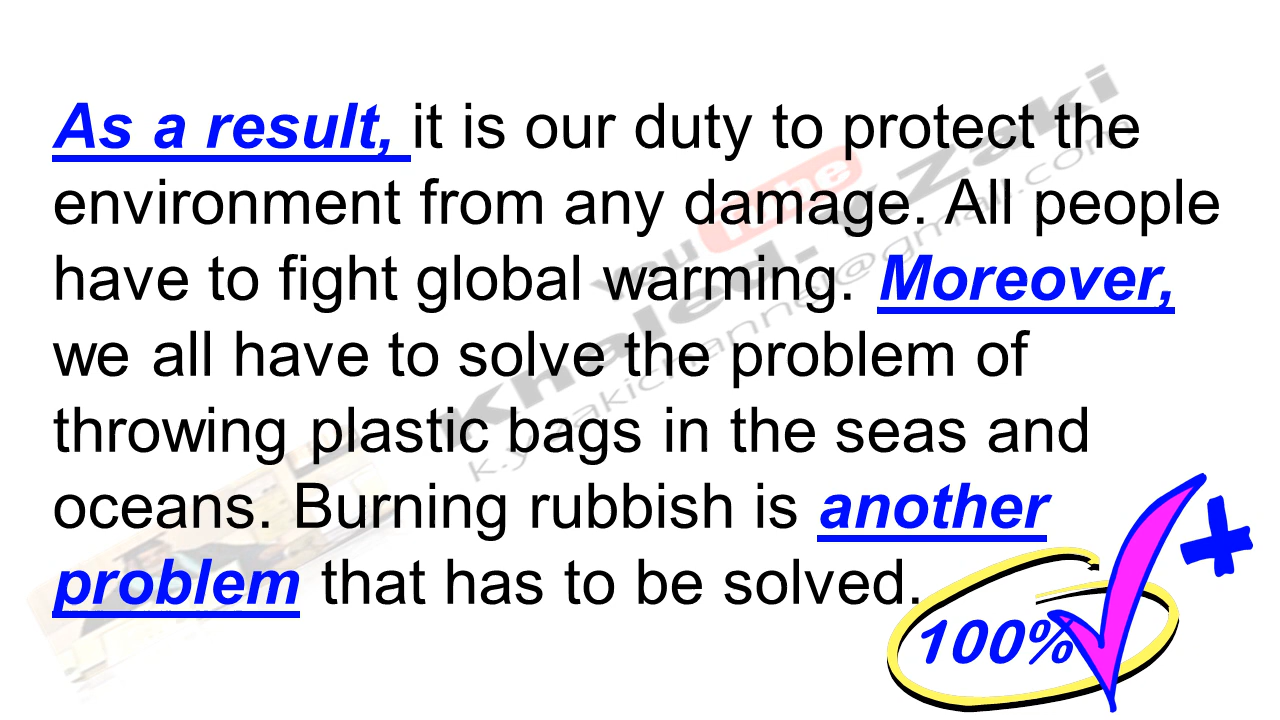 As a result, it is our duty to protect the
environment from any damage. All people
have to fight global warming. Moreover,
we all have to solve the problem of
throwing plastic bags in the seas and
oceans. Burning rubbish is another
problem that has to be solved.
100%
+